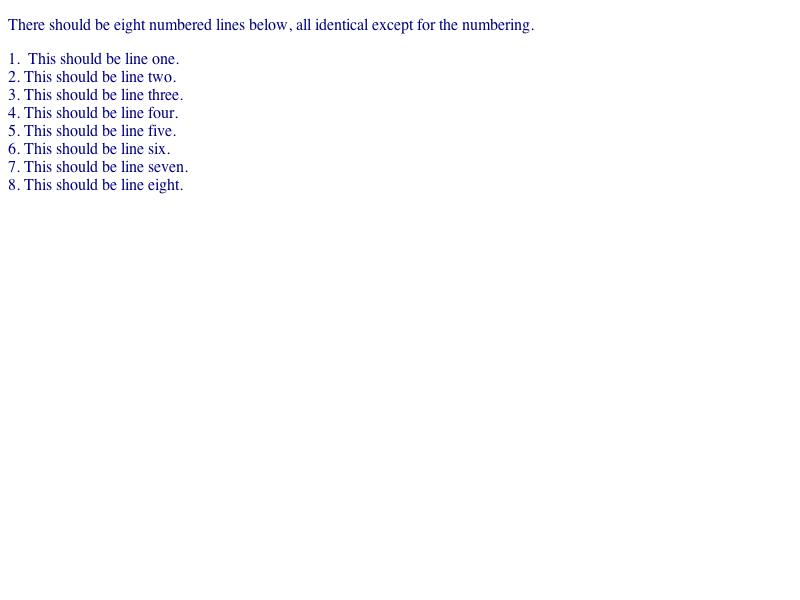 There should be eight numbered lines below, all identical except for the numbering.
1.  This should be line one.
2. This should be line two.
3. This should be line three.
4. This should be line four.
5. This should be line five.
6. This should be line six.
7. This should be line seven.
8. This should be line eight.